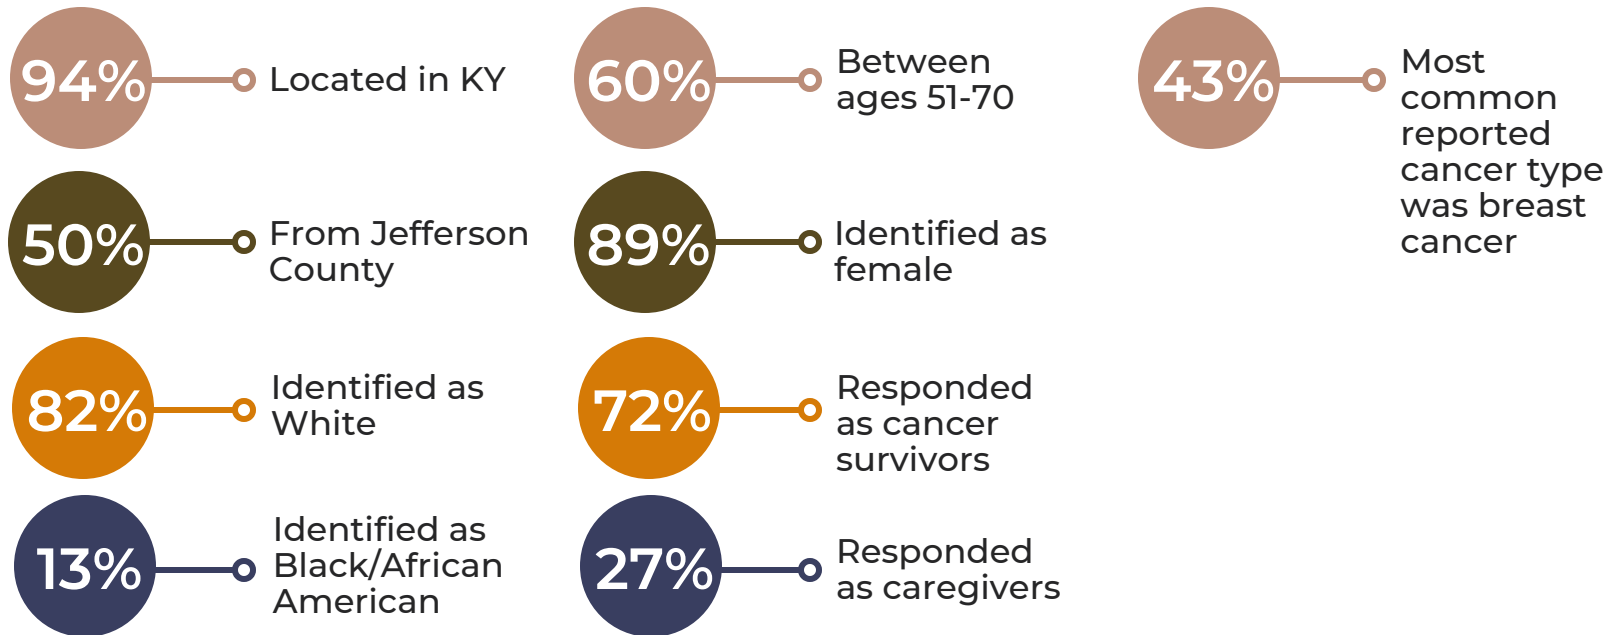 94%
Located in KY
50%
From Jefferson
County
82%
Identified as
White
13%
Identified as
Black/African
American
60%
Between
ages 51-70
89%
Identified as
female
72%
Responded
as cancer
survivors
27%
Responded
as caregivers
43%
Most
common
reported
cancer type
was breast
cancer